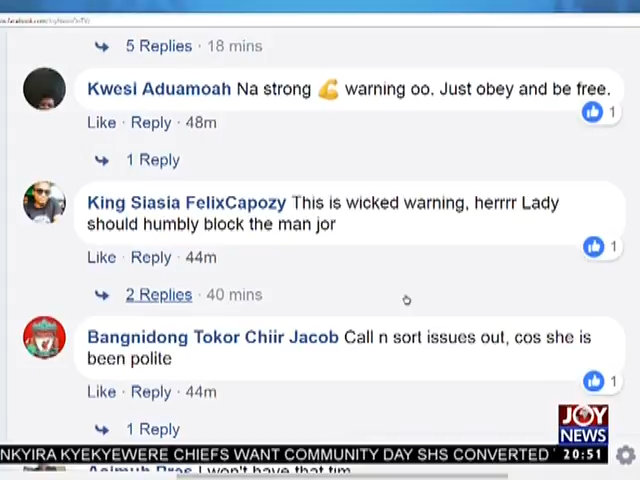 5 Replies · 18 mins
Kwesi Aduamoah Na strong 💪 warning oo. Just obey and be free.
1
Like · Reply · 48m
1 Reply
King Siasia FelixCapozy This is wicked warning, herrrr Lady
should humbly block the man jor
1
Like · Reply · 44m
2 Replies · 40 mins
Bangnidong Tokor Chiir Jacob Call n sort issues out, cos she is
been polite
1
Like · Reply · 44m
1 Reply
JOY
NEWS
NKYIRA KYEKYEWERE CHIEFS WANT COMMUNITY DAY SHS CONVERTED
20:51
I won't have that tim